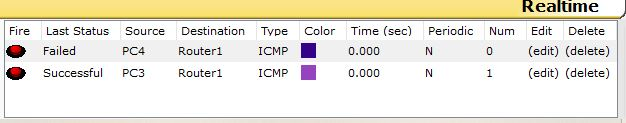 Realtime
Fire Last Status Source Destination Type Color Time (sec) Periodic Num Edit Delete
Failed PC4 Router1 ICMP 0.000 N 0 (edit) (delete)
Successful PC3 Router1 ICMP 0.000 N 1 (edit) (delete)